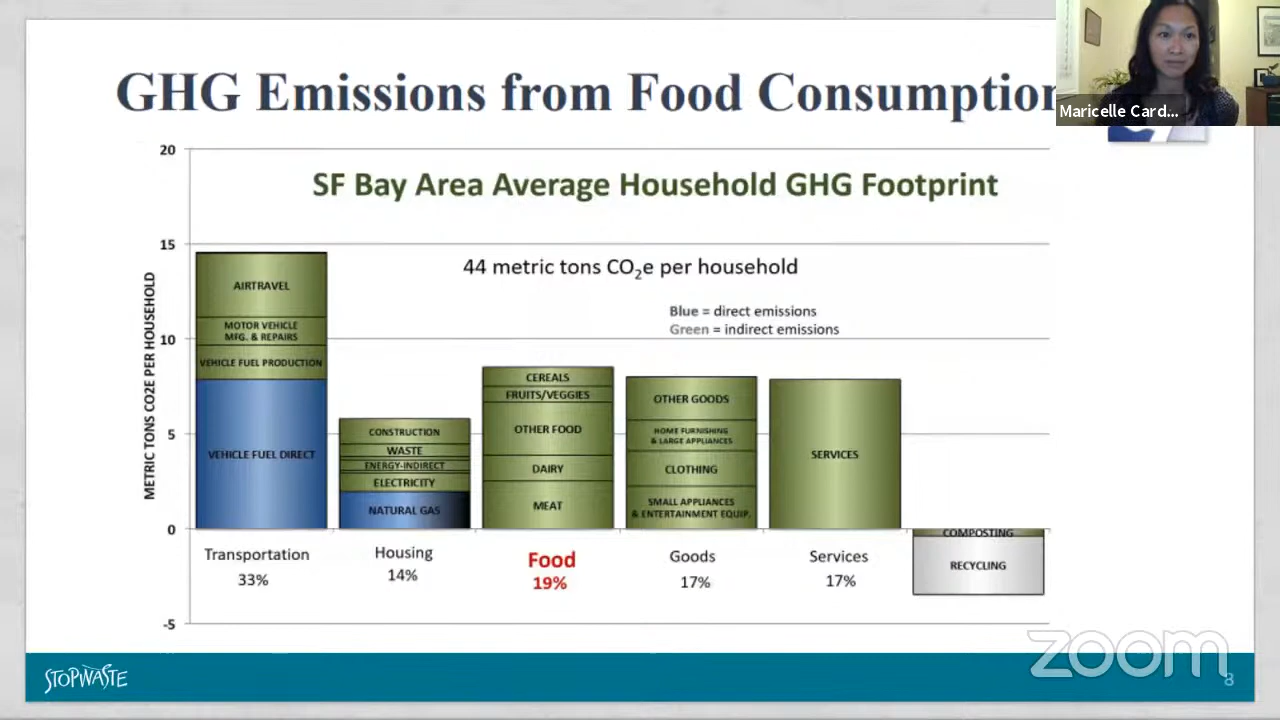 GHG Emissions from Food Consumption
Maricelle Card...
SF Bay Area Average Household GHG Footprint
44 metric tons CO2e per household
Blue = direct emissions
Green = indirect emissions
METRIC TONS CO2E PER HOUSEHOLD
20
15
10
5
0
-5
AIRTRAVEL
MOTOR VEHICLE
MFG. & REPAIRS
VEHICLE FUEL PRODUCTION
VEHICLE FUEL DIRECT
CONSTRUCTION
WASTE
ENERGY-INDIRECT
ELECTRICITY
NATURAL GAS
CEREALS
FRUITS/VEGGIES
OTHER FOOD
DAIRY
MEAT
OTHER GOODS
HOME FURNISHING
& LARGE APPLIANCES
CLOTHING
SMALL APPLIANCES
& ENTERTAINMENT EQUIP.
SERVICES
COMPOSTING
RECYCLING
Transportation
33%
Housing
14%
Food
19%
Goods
17%
Services
17%
STOPWASTE
zoom
8